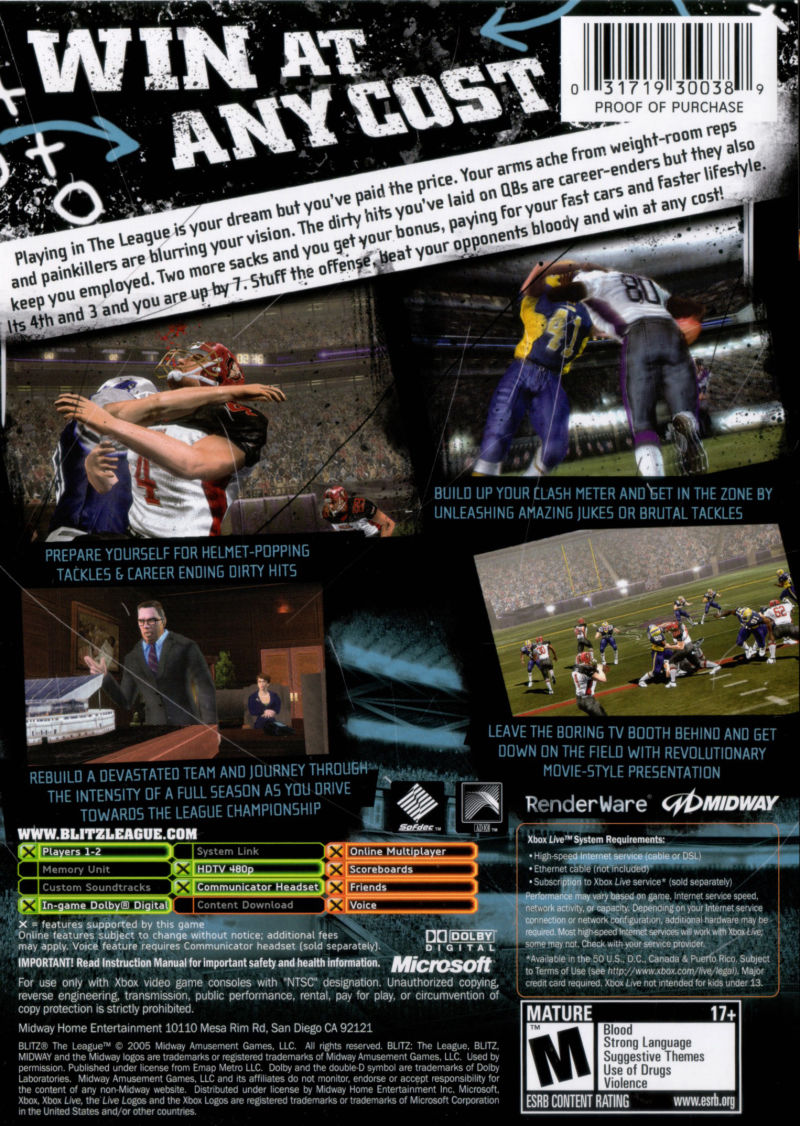 WIN AT
ANY COST
0 31719 30038 9
PROOF OF PURCHASE
Playing in The League is your dream but you've paid the price. Your arms ache from weight-room reps
and painkillers are blurring your vision. The dirty hits you've laid on QBs are career-enders but they also
keep you employed. Two more sacks and you get your bonus, paying for your fast cars and faster lifestyle.
Its 4th and 3 and you are up by 7. Stuff the offense, beat your opponents bloody and win at any cost!
80
41
4
BUILD UP YOUR CLASH METER AND GET IN THE ZONE BY
UNLEASHING AMAZING JUKES OR BRUTAL TACKLES
PREPARE YOURSELF FOR HELMET-POPPING
TACKLES & CAREER ENDING DIRTY HITS
62
LEAVE THE BORING TV BOOTH BEHIND AND GET
DOWN ON THE FIELD WITH REVOLUTIONARY
MOVIE-STYLE PRESENTATION
REBUILD A DEVASTATED TEAM AND JOURNEY THROUGH
THE INTENSITY OF A FULL SEASON AS YOU DRIVE
TOWARDS THE LEAGUE CHAMPIONSHIP
Sofdec™
ADX™
RenderWare® MIDWAY
WWW.BLITZLEAGUE.COM
X Players 1-2 System Link X Online Multiplayer
Memory Unit X HDTV 480p X Scoreboards
Custom Soundtracks X Communicator Headset X Friends
X In-game Dolby® Digital Content Download X Voice
X = features supported by this game
Online features subject to change without notice; additional fees
may apply. Voice feature requires Communicator headset (sold separately).
DOLBY
DIGITAL
IMPORTANT! Read Instruction Manual for important safety and health information.
Microsoft
For use only with Xbox video game consoles with "NTSC" designation. Unauthorized copying,
reverse engineering, transmission, public performance, rental, pay for play, or circumvention of
copy protection is strictly prohibited.
Midway Home Entertainment 10110 Mesa Rim Rd, San Diego CA 92121
BLITZ® The League™ © 2005 Midway Amusement Games, LLC. All rights reserved. BLITZ: The League, BLITZ,
MIDWAY and the Midway logos are trademarks or registered trademarks of Midway Amusement Games, LLC. Used by
permission. Published under license from Emap Metro LLC. Dolby and the double-D symbol are trademarks of Dolby
Laboratories. Midway Amusement Games, LLC and its affiliates do not monitor, endorse or accept responsibility for
the content of any non-Midway website. Distributed under license by Midway Home Entertainment Inc. Microsoft,
Xbox, Xbox Live, the Live Logos and the Xbox Logos are registered trademarks or trademarks of Microsoft Corporation
in the United States and/or other countries.
Xbox Live™ System Requirements:
• High-speed Internet service (cable or DSL)
• Ethernet cable (not included)
• Subscription to Xbox Live service* (sold separately)
Performance may vary based on game, Internet service speed,
network activity, or capacity. Depending on your Internet service
connection or network configuration, additional hardware may be
required. Most high-speed Internet services will work with Xbox Live;
some may not. Check with your service provider.
*Available in the 50 U.S., D.C., Canada & Puerto Rico. Subject
to Terms of Use (see http://www.xbox.com/live/legal). Major
credit card required. Xbox Live not intended for kids under 13.
MATURE 17+
M
™
Blood
Strong Language
Suggestive Themes
Use of Drugs
Violence
ESRB CONTENT RATING www.esrb.org